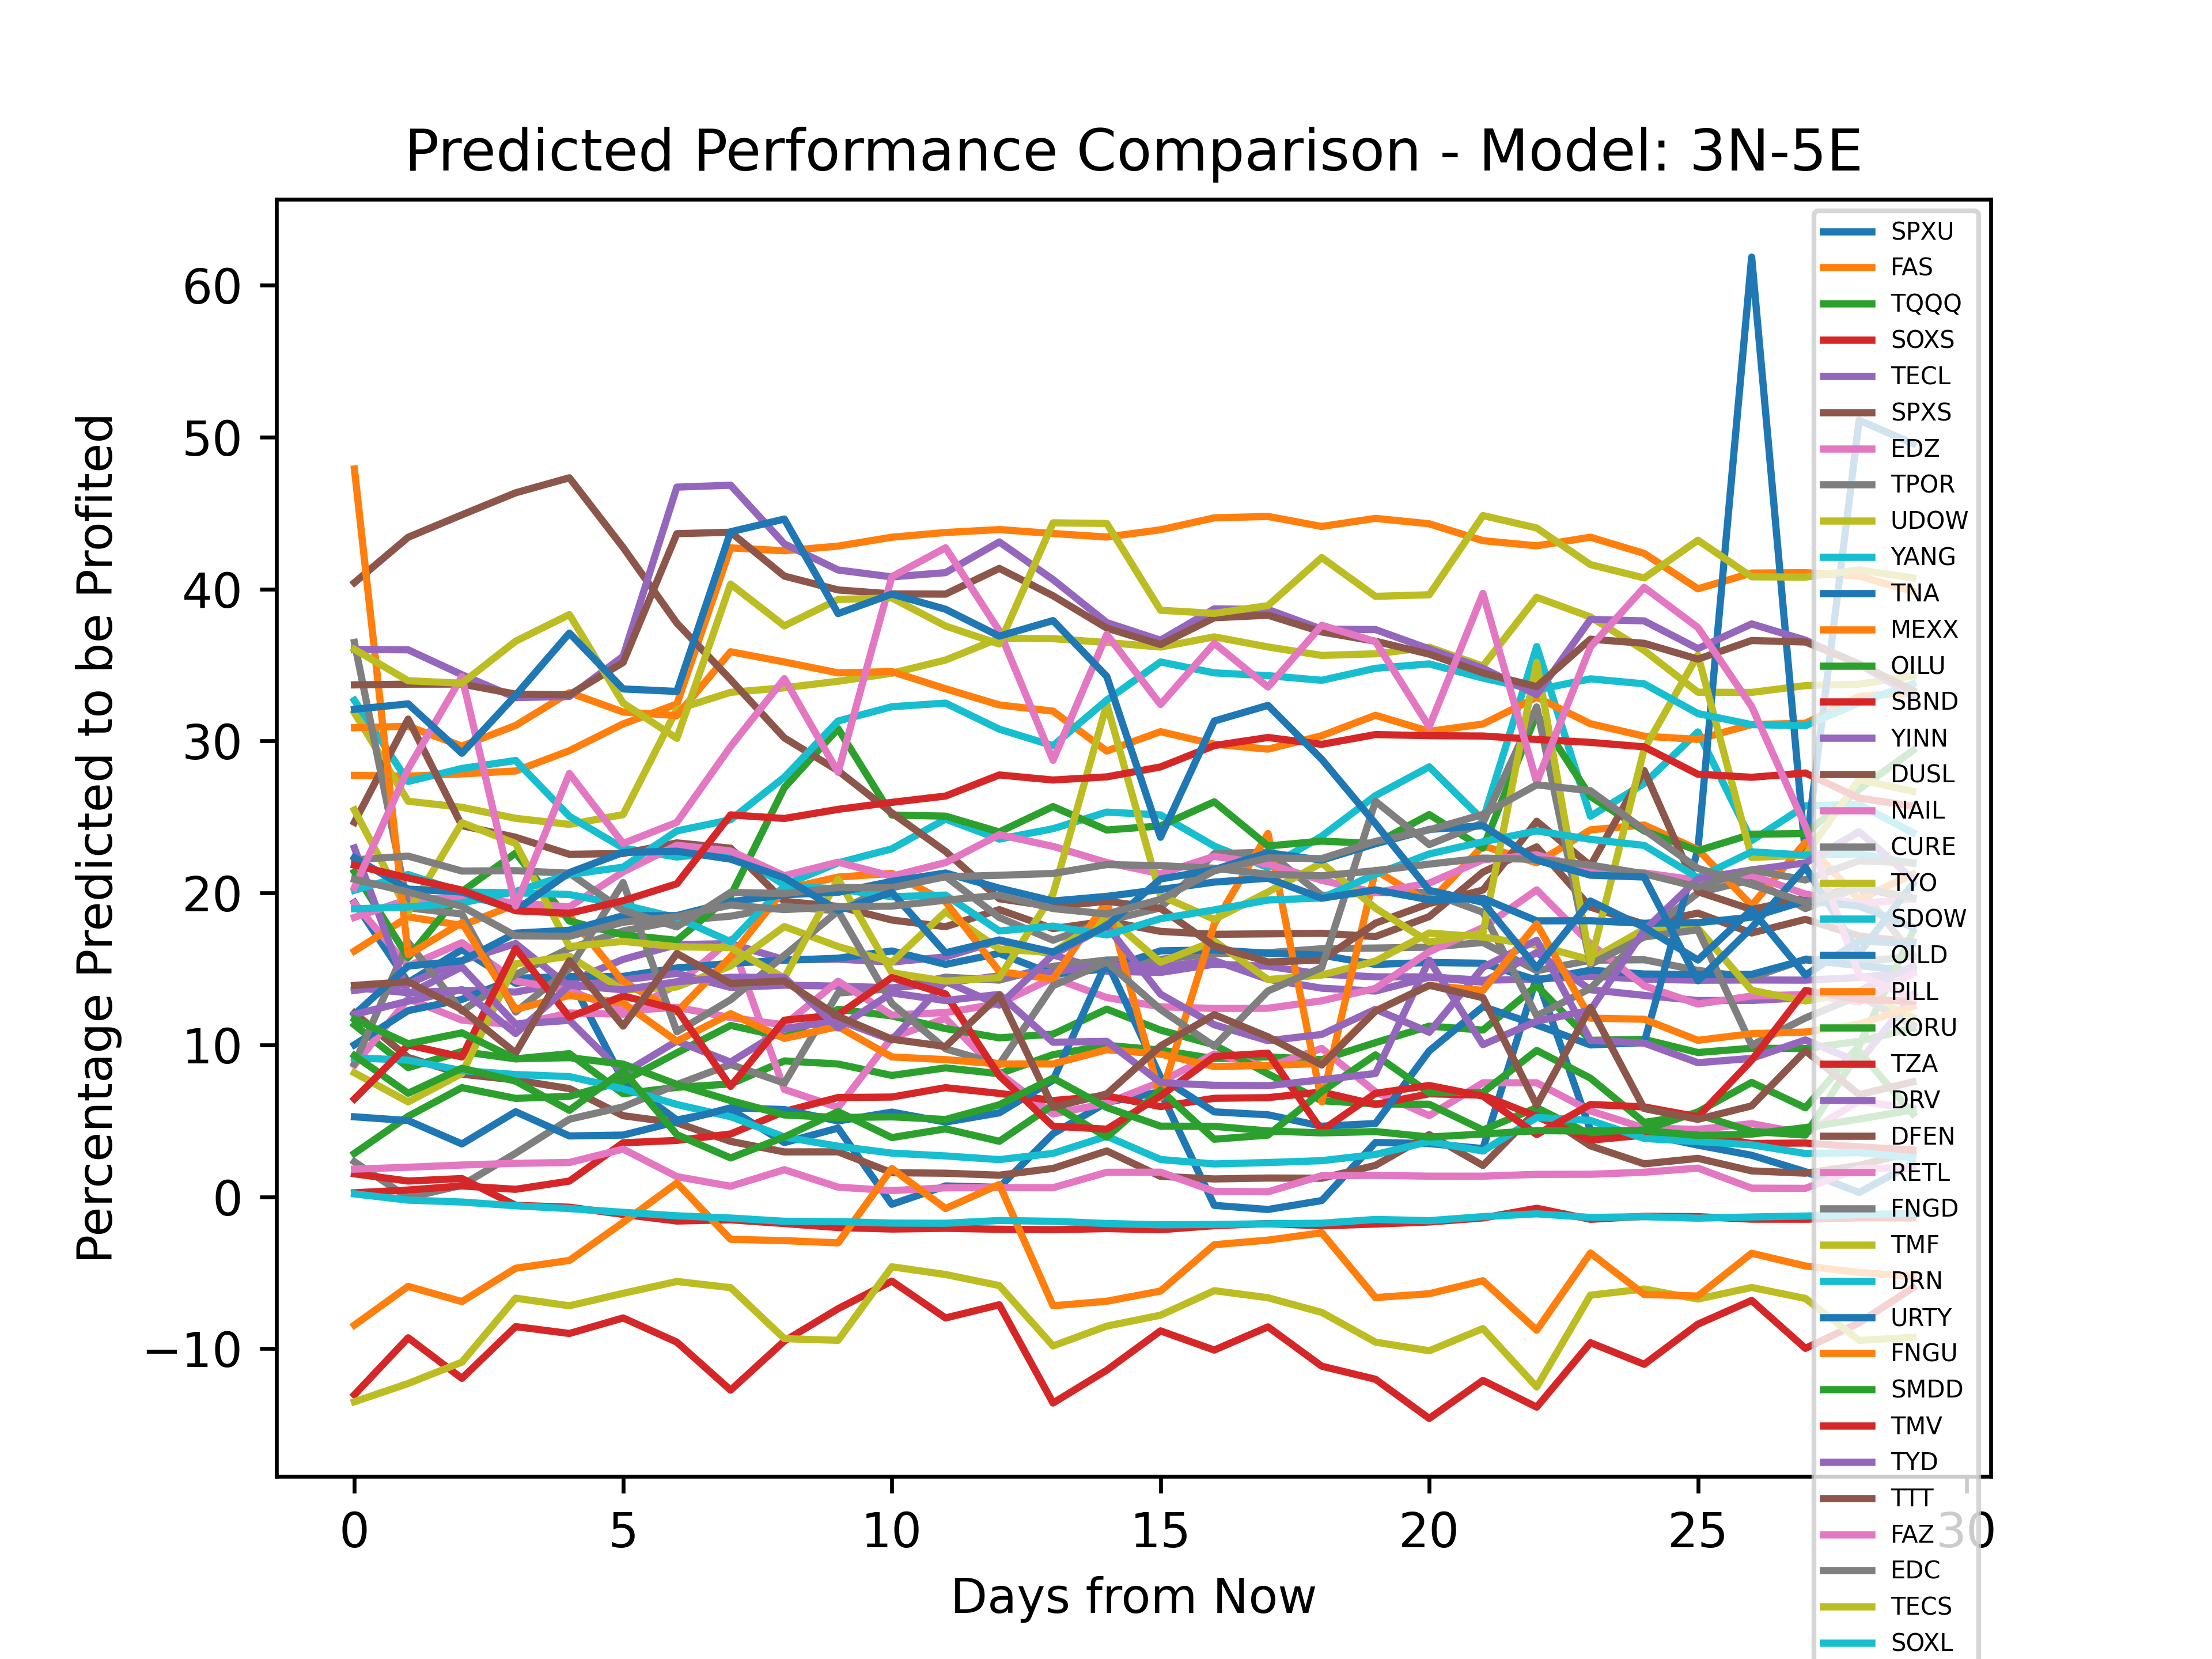 Predicted Performance Comparison - Model: 3N-5E
Percentage Predicted to be Profited
60
50
40
30
20
10
0
−10
0
5
10
15
20
25
30
Days from Now
SPXU
FAS
TQQQ
SOXS
TECL
SPXS
EDZ
TPOR
UDOW
YANG
TNA
MEXX
OILU
SBND
YINN
DUSL
NAIL
CURE
TYO
SDOW
OILD
PILL
KORU
TZA
DRV
DFEN
RETL
FNGD
TMF
DRN
URTY
FNGU
SMDD
TMV
TYD
TTT
FAZ
EDC
TECS
SOXL